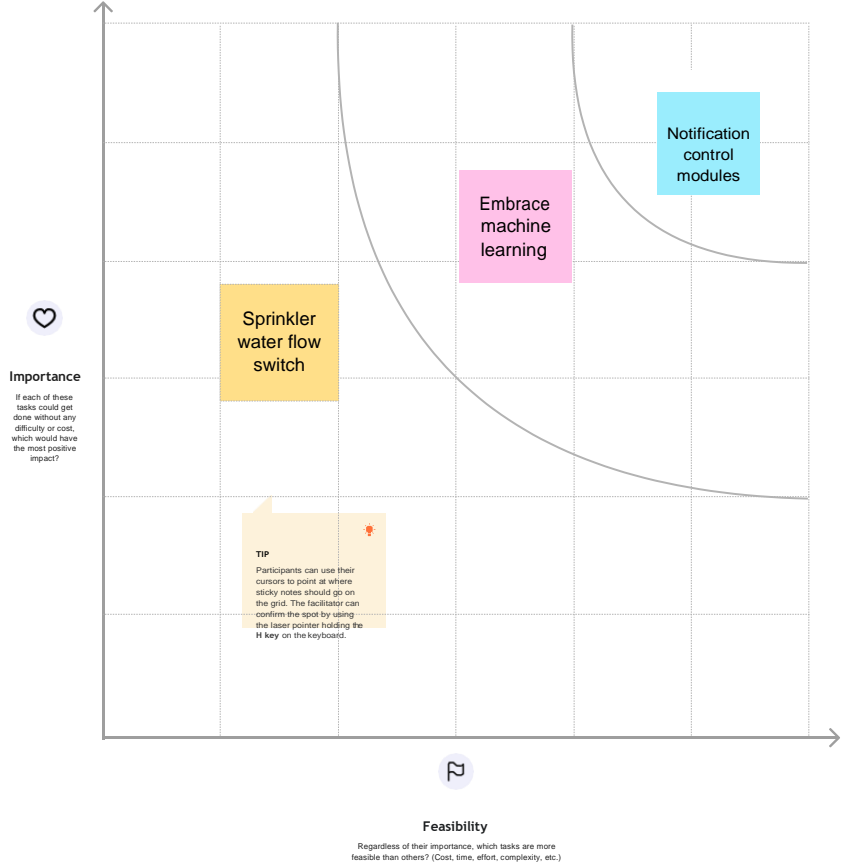 Notification
control
modules
Embrace
machine
learning
Sprinkler
water flow
switch
Importance
If each of these
tasks could get
done without any
difficulty or cost,
which would have
the most positive
impact?
TIP
Participants can use their
cursors to point at where
sticky notes should go on
the grid. The facilitator can
confirm the spot by using
the laser pointer holding the
H key on the keyboard.
Feasibility
Regardless of their importance, which tasks are more
feasible than others? (Cost, time, effort, complexity, etc.)